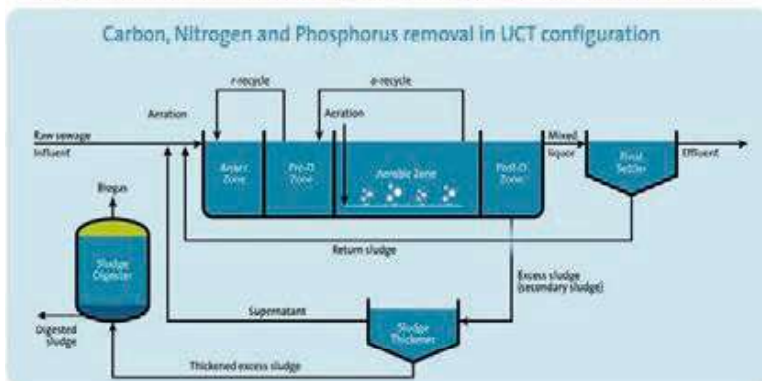 Carbon, Nitrogen and Phosphorus removal in UCT configuration
r-recycle
a-recycle
Aeration
Aeration
Raw sewage
Influent
Anaer.
Zone
Pre-D
Zone
Aerobic Zone
Post-D
Zone
Mixed
liquor
Final
Settler
Effluent
Biogas
Sludge
Digester
Return sludge
Excess sludge
(secondary sludge)
Supernatant
Sludge
Thickener
Digested
sludge
Thickened excess sludge